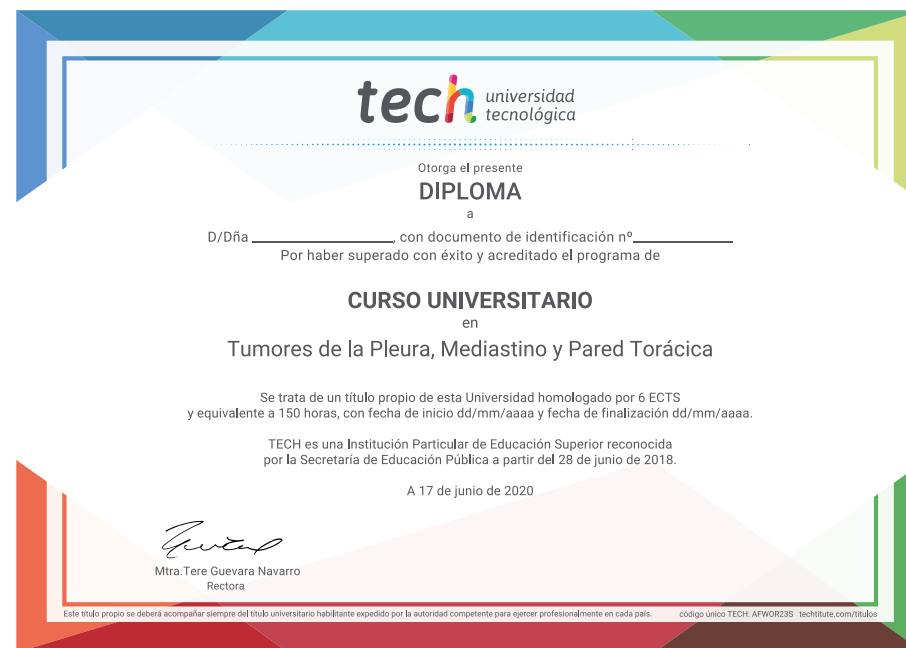 tech universidad
tecnológica
Otorga el presente
DIPLOMA
a
D/Dña ____________________, con documento de identificación nº______________
Por haber superado con éxito y acreditado el programa de
CURSO UNIVERSITARIO
en
Tumores de la Pleura, Mediastino y Pared Torácica
Se trata de un título propio de esta Universidad homologado por 6 ECTS
y equivalente a 150 horas, con fecha de inicio dd/mm/aaaa y fecha de finalización dd/mm/aaaa.
TECH es una Institución Particular de Educación Superior reconocida
por la Secretaría de Educación Pública a partir del 28 de junio de 2018.
A 17 de junio de 2020
Mtra.Tere Guevara Navarro
Rectora
Este título propio se deberá acompañar siempre del título universitario habilitante expedido por la autoridad competente para ejercer profesionalmente en cada país. código único TECH: AFWOR23S techtitute.com/titulos